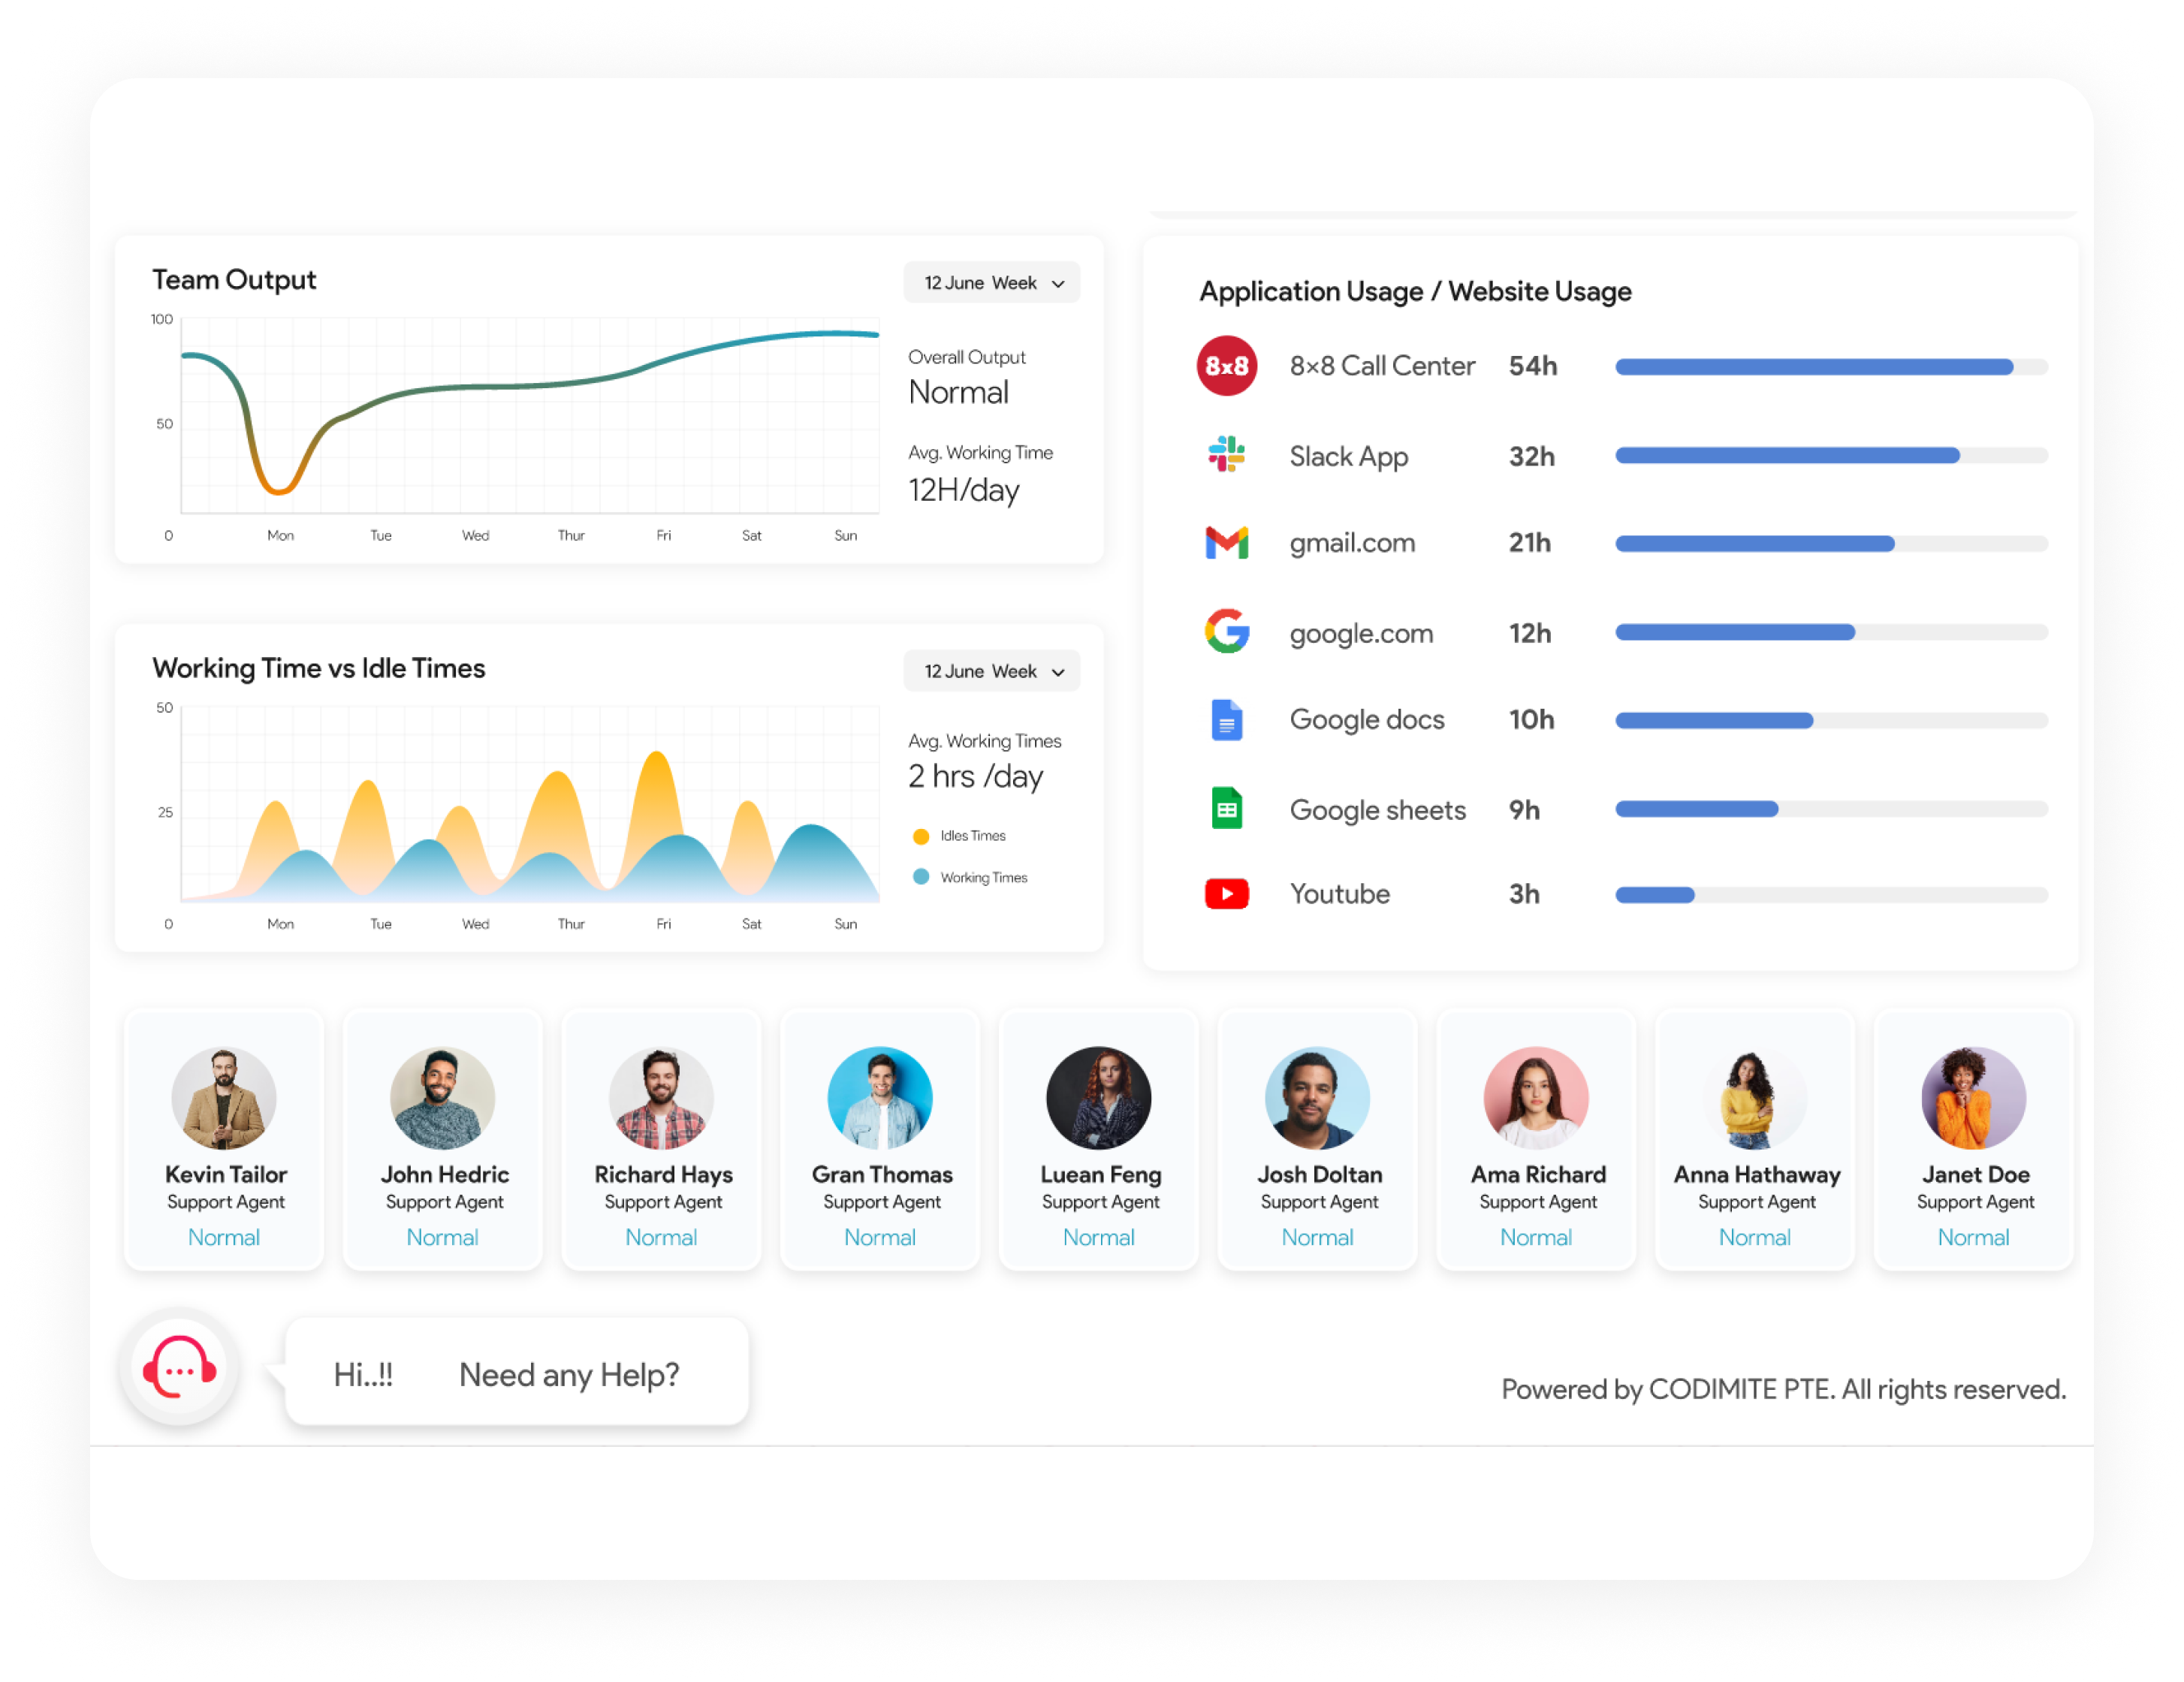 Team Output
12 June Week
100
50
0
Mon Tue Wed Thur Fri Sat Sun
Overall Output
Normal
Avg. Working Time
12H/day
Working Time vs Idle Times
12 June Week
50
25
0
Mon Tue Wed Thur Fri Sat Sun
Avg. Working Times
2 hrs /day
Idles Times
Working Times
Application Usage / Website Usage
8x8 8×8 Call Center 54h
Slack App 32h
gmail.com 21h
google.com 12h
Google docs 10h
Google sheets 9h
Youtube 3h
Kevin Tailor
Support Agent
Normal
John Hedric
Support Agent
Normal
Richard Hays
Support Agent
Normal
Gran Thomas
Support Agent
Normal
Luean Feng
Support Agent
Normal
Josh Doltan
Support Agent
Normal
Ama Richard
Support Agent
Normal
Anna Hathaway
Support Agent
Normal
Janet Doe
Support Agent
Normal
Hi..!! Need any Help?
Powered by CODIMITE PTE. All rights reserved.